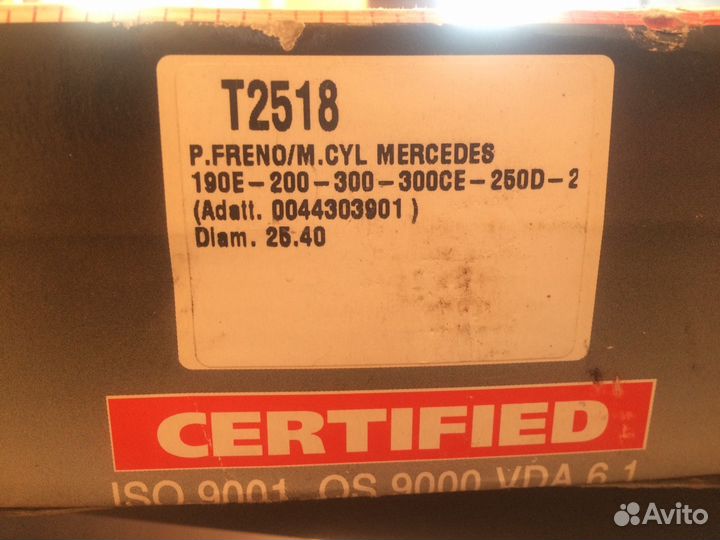 T2518
P.FRENO/M.CYL MERCEDES
190E-200-300-300CE-250D-2
(Adatt. 0044303901 )
Diam. 25.40
CERTIFIED
ISO 9001 QS 9000 VDA 6.1
Avito